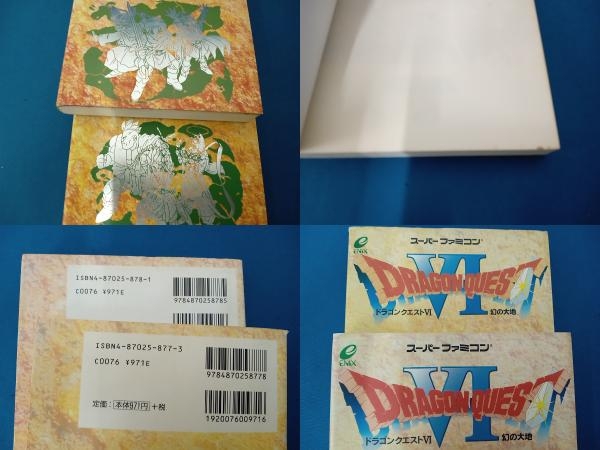 ISBN4-87025-878-1
C0076 ¥971E
9784870258785
ISBN4-87025-877-3
C0076 ¥971E
9784870258778
定価：本体971円＋税
1920076009716
スーパーファミコン®
ENIX
DRAGON QUEST
VI
ドラゴンクエストVI
幻の大地
スーパーファミコン®
ENIX
DRAGON QUEST
VI
ドラゴンクエストVI
幻の大地